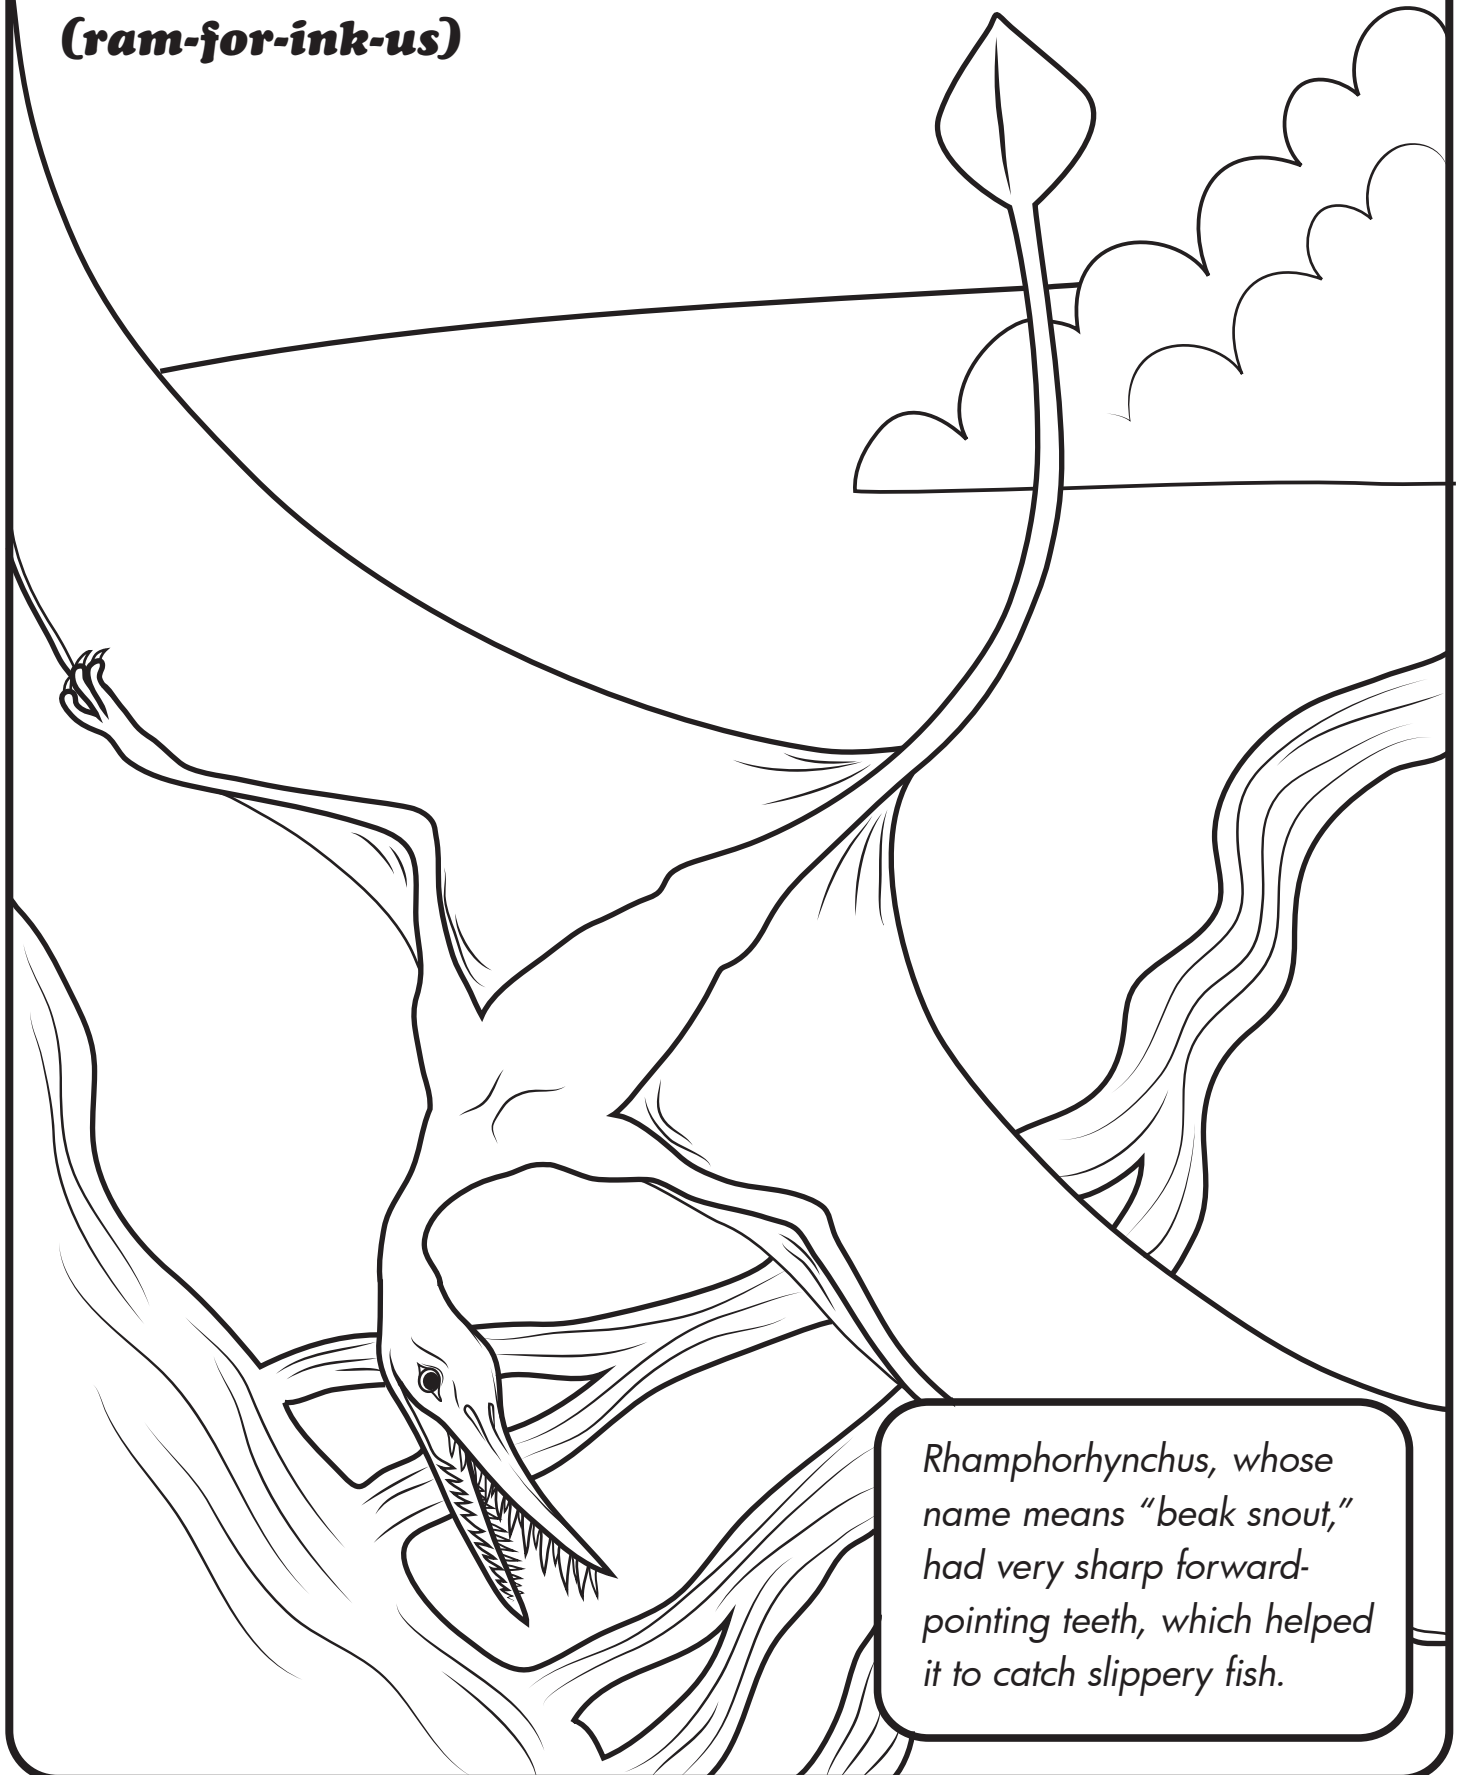 (ram-for-ink-us)
Rhamphorhynchus, whose
name means “beak snout,”
had very sharp forward-
pointing teeth, which helped
it to catch slippery fish.